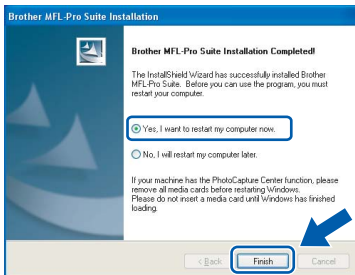 Brother MFL-Pro Suite Installation
Brother MFL-Pro Suite Installation Completed!
The InstallShield Wizard has successfully installed Brother
MFL-Pro Suite. Before you can use the program, you must
restart your computer.
Yes, I want to restart my computer now.
No, I will restart my computer later.
If your machine has the PhotoCapture Center function, please
remove all media cards before restarting Windows.
Please do not insert a media card until Windows has finished
loading.
< Back
Finish
Cancel